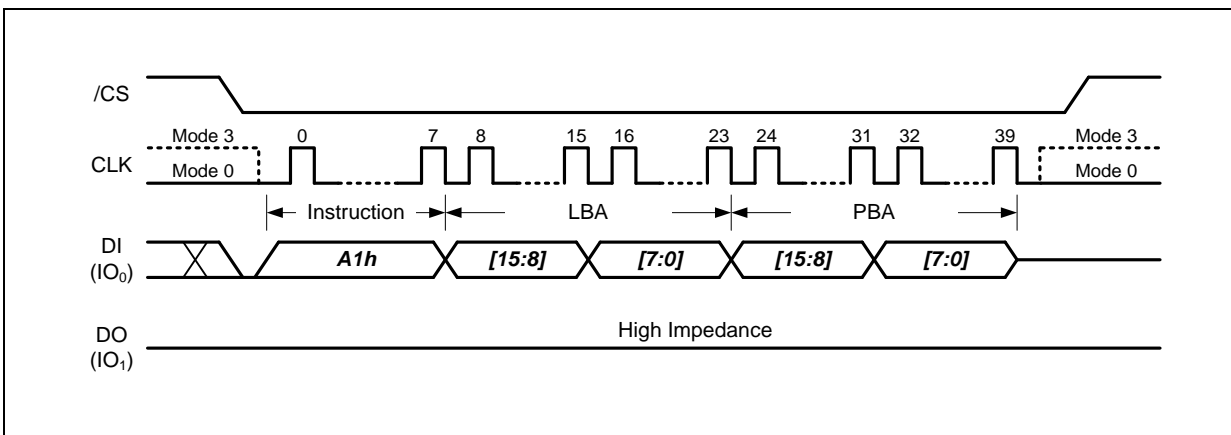 /CS
Mode 3 0 7 8 15 16 23 24 31 32 39 Mode 3
CLK
Mode 0 Mode 0
Instruction LBA PBA
DI
(IO₀)
A1h [15:8] [7:0] [15:8] [7:0]
High Impedance
DO
(IO₁)